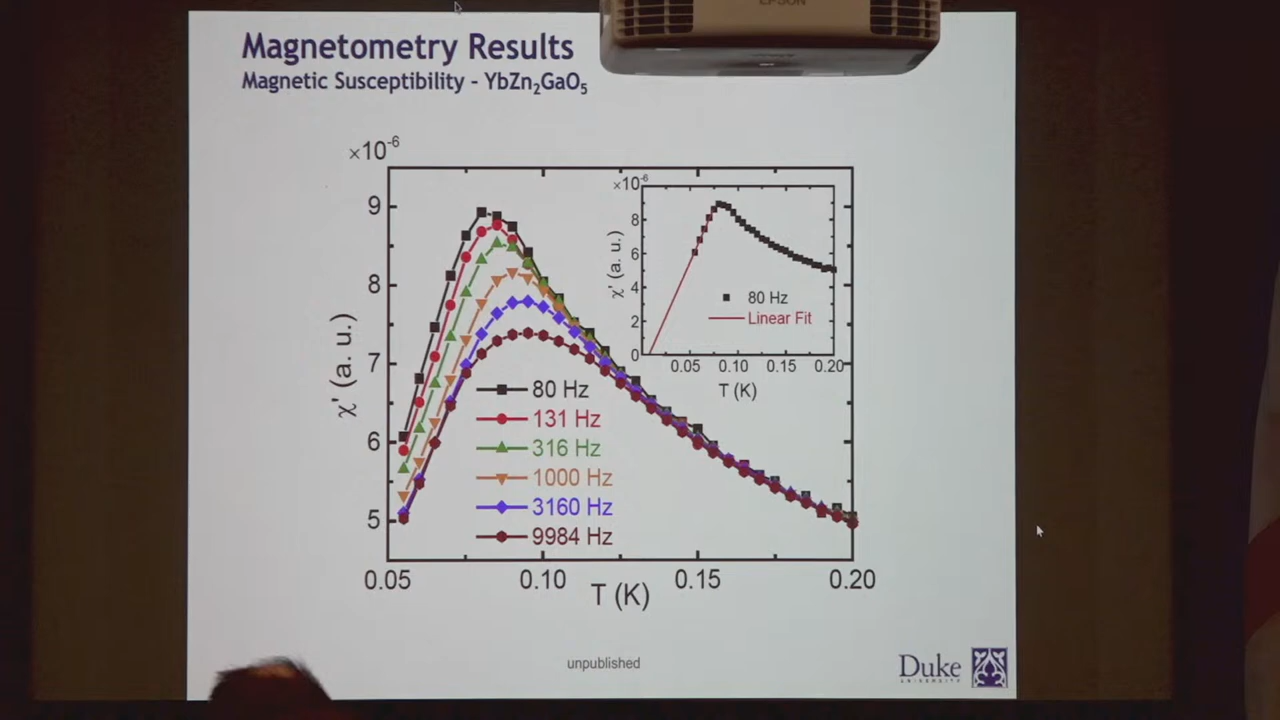 EPSON
Magnetometry Results
Magnetic Susceptibility - YbZn₂GaO₅
×10⁻⁶
9
8
7
6
5
χ' (a. u.)
0.05 0.10 0.15 0.20
T (K)
80 Hz
131 Hz
316 Hz
1000 Hz
3160 Hz
9984 Hz
×10⁻⁶
8
6
4
2
0
χ' (a. u.)
80 Hz
Linear Fit
0.05 0.10 0.15 0.20
T (K)
unpublished
Duke
UNIVERSITY